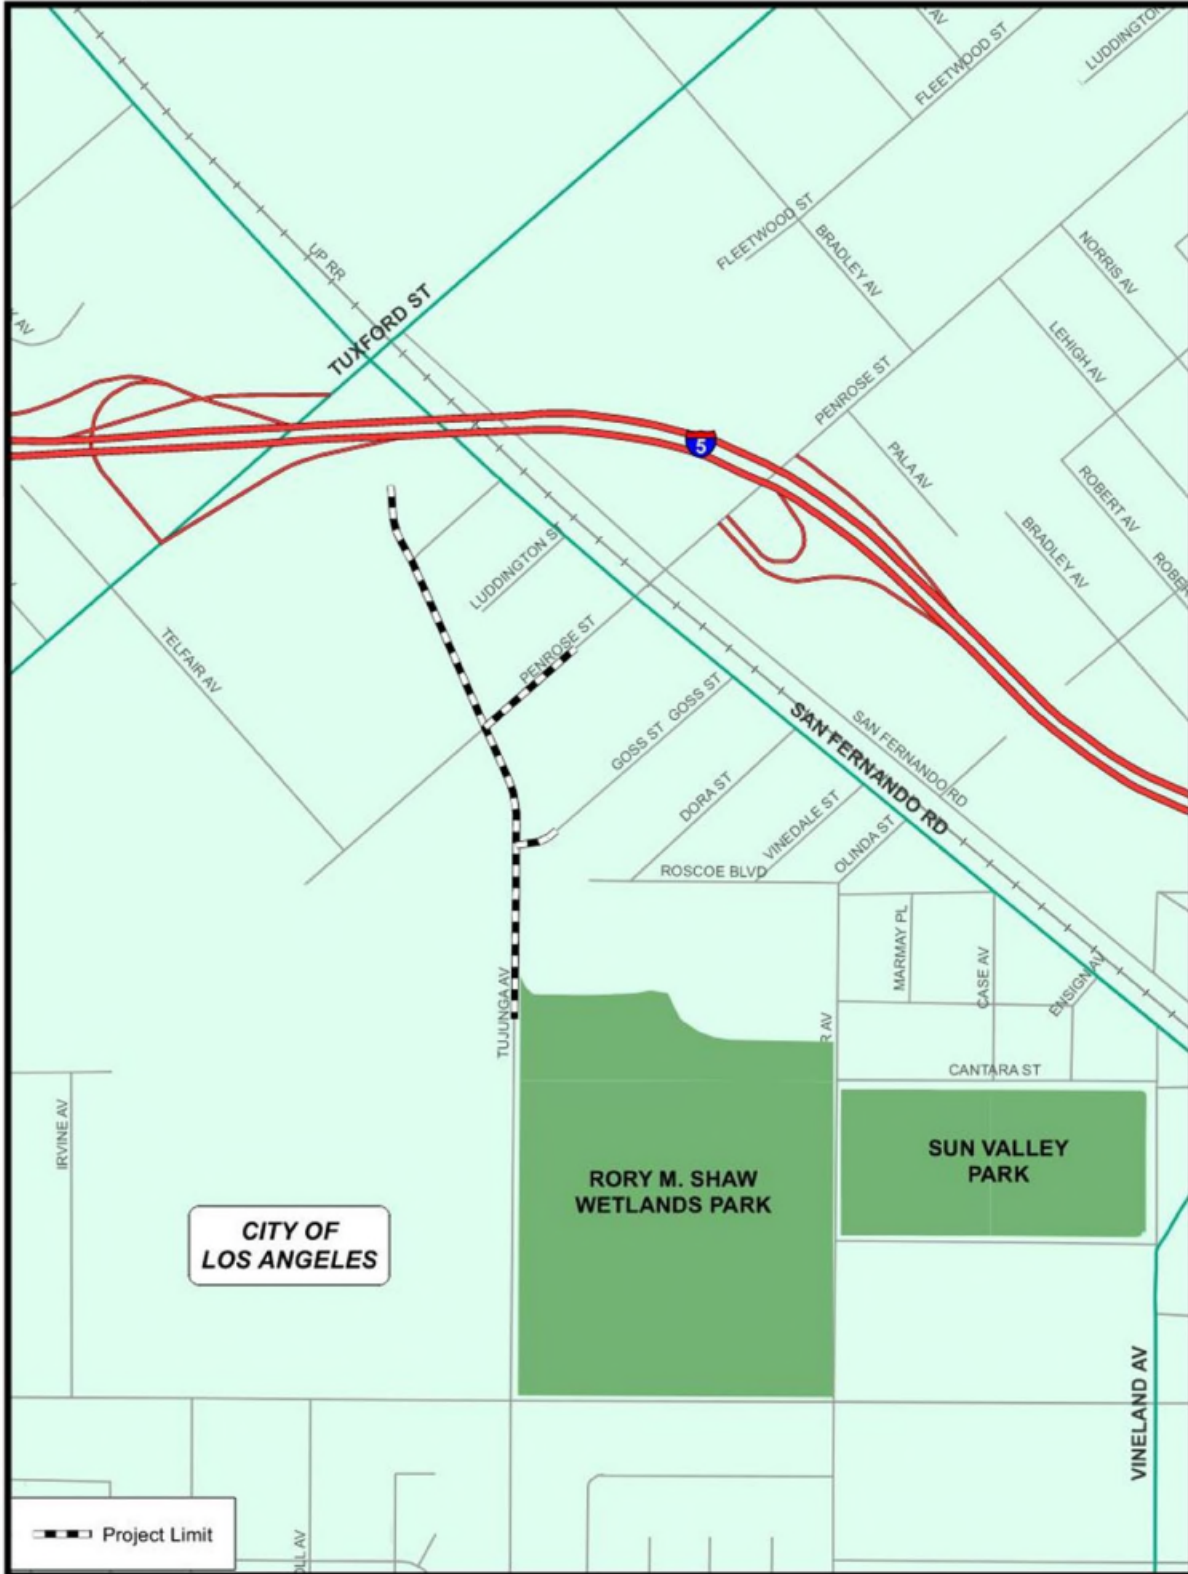 LUDDINGTON
FLEETWOOD ST
AV
FLEETWOOD ST
BRADLEY AV
NORRIS AV
UP RR
TUXFORD ST
AV
LEHIGH AV
PENROSE ST
5
PALA AV
ROBERT AV
BRADLEY AV
LUDDINGTON ST
PENROSE ST
TELFAIR AV
GOSS ST
GOSS ST
SAN FERNANDO RD
SAN FERNANDO RD
DORA ST
VINEDALE ST
OLINDA ST
ROSCOE BLVD
MARMAY PL
CASE AV
ENSIGN AV
TUJUNGA AV
R AV
CANTARA ST
IRVINE AV
SUN VALLEY
PARK
RORY M. SHAW
WETLANDS PARK
CITY OF
LOS ANGELES
VINELAND AV
Project Limit
OLL AV